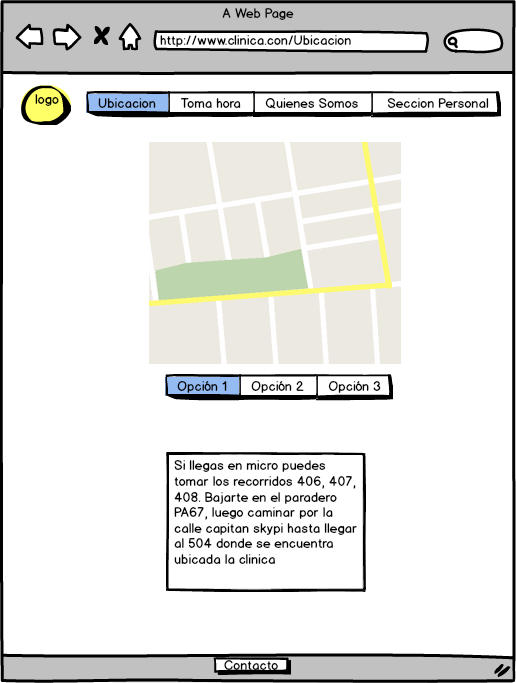 A Web Page
http://www.clinica.con/Ubicacion
logo
Ubicacion Toma hora Quienes Somos Seccion Personal
Opción 1 Opción 2 Opción 3
Si llegas en micro puedes
tomar los recorridos 406, 407,
408. Bajarte en el paradero
PA67, luego caminar por la
calle capitan skypi hasta llegar
al 504 donde se encuentra
ubicada la clinica
Contacto